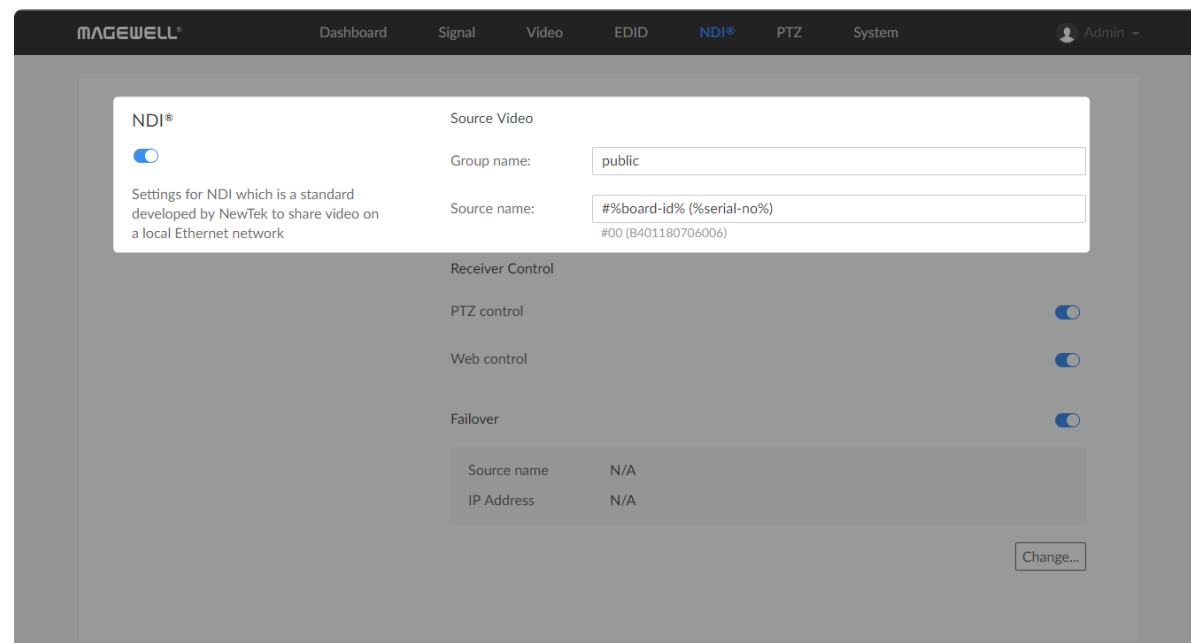 MAGEWELL®
Dashboard Signal Video EDID NDI® PTZ System Admin
NDI®
Settings for NDI which is a standard
developed by NewTek to share video on
a local Ethernet network
Source Video
Group name: public
Source name: #%board-id% (%serial-no%)
#00 (B401180706006)
Receiver Control
PTZ control
Web control
Failover
Source name N/A
IP Address N/A
Change...